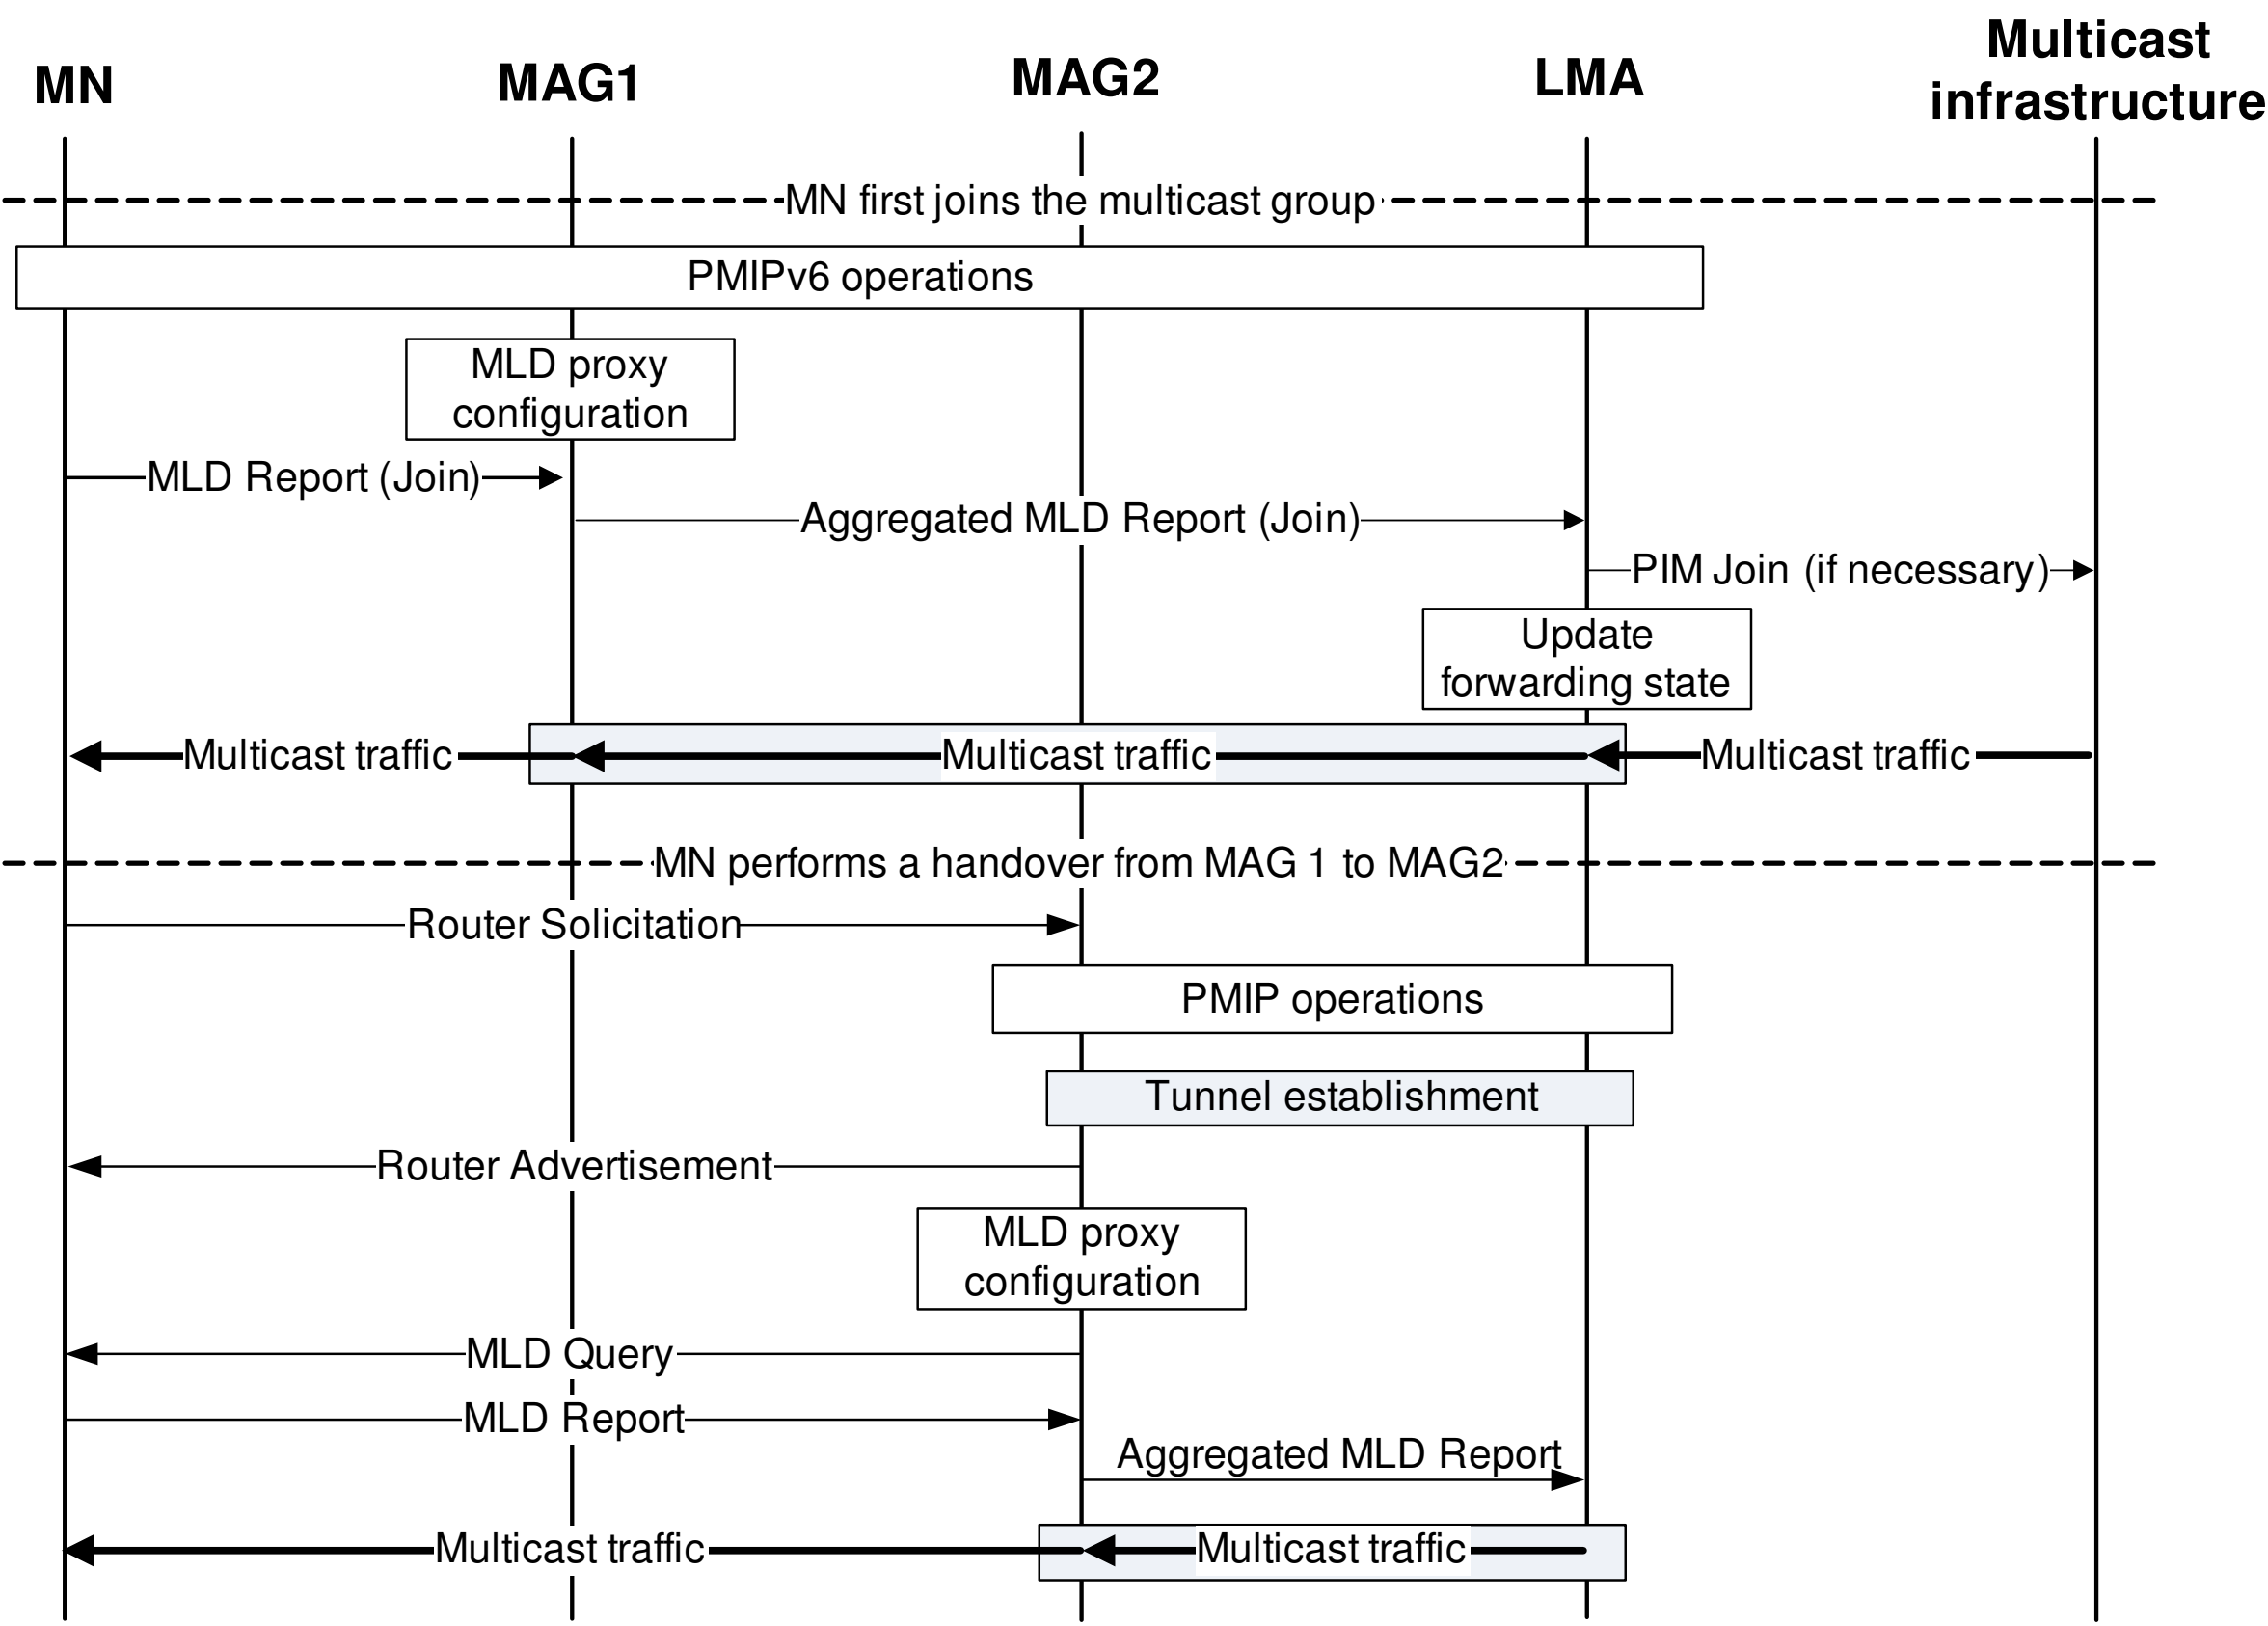 MN
MAG1
MAG2
LMA
Multicast
infrastructure
MN first joins the multicast group
PMIPv6 operations
MLD proxy
configuration
MLD Report (Join)
Aggregated MLD Report (Join)
PIM Join (if necessary)
Update
forwarding state
Multicast traffic
Multicast traffic
Multicast traffic
MN performs a handover from MAG 1 to MAG2
Router Solicitation
PMIP operations
Tunnel establishment
Router Advertisement
MLD proxy
configuration
MLD Query
MLD Report
Aggregated MLD Report
Multicast traffic
Multicast traffic